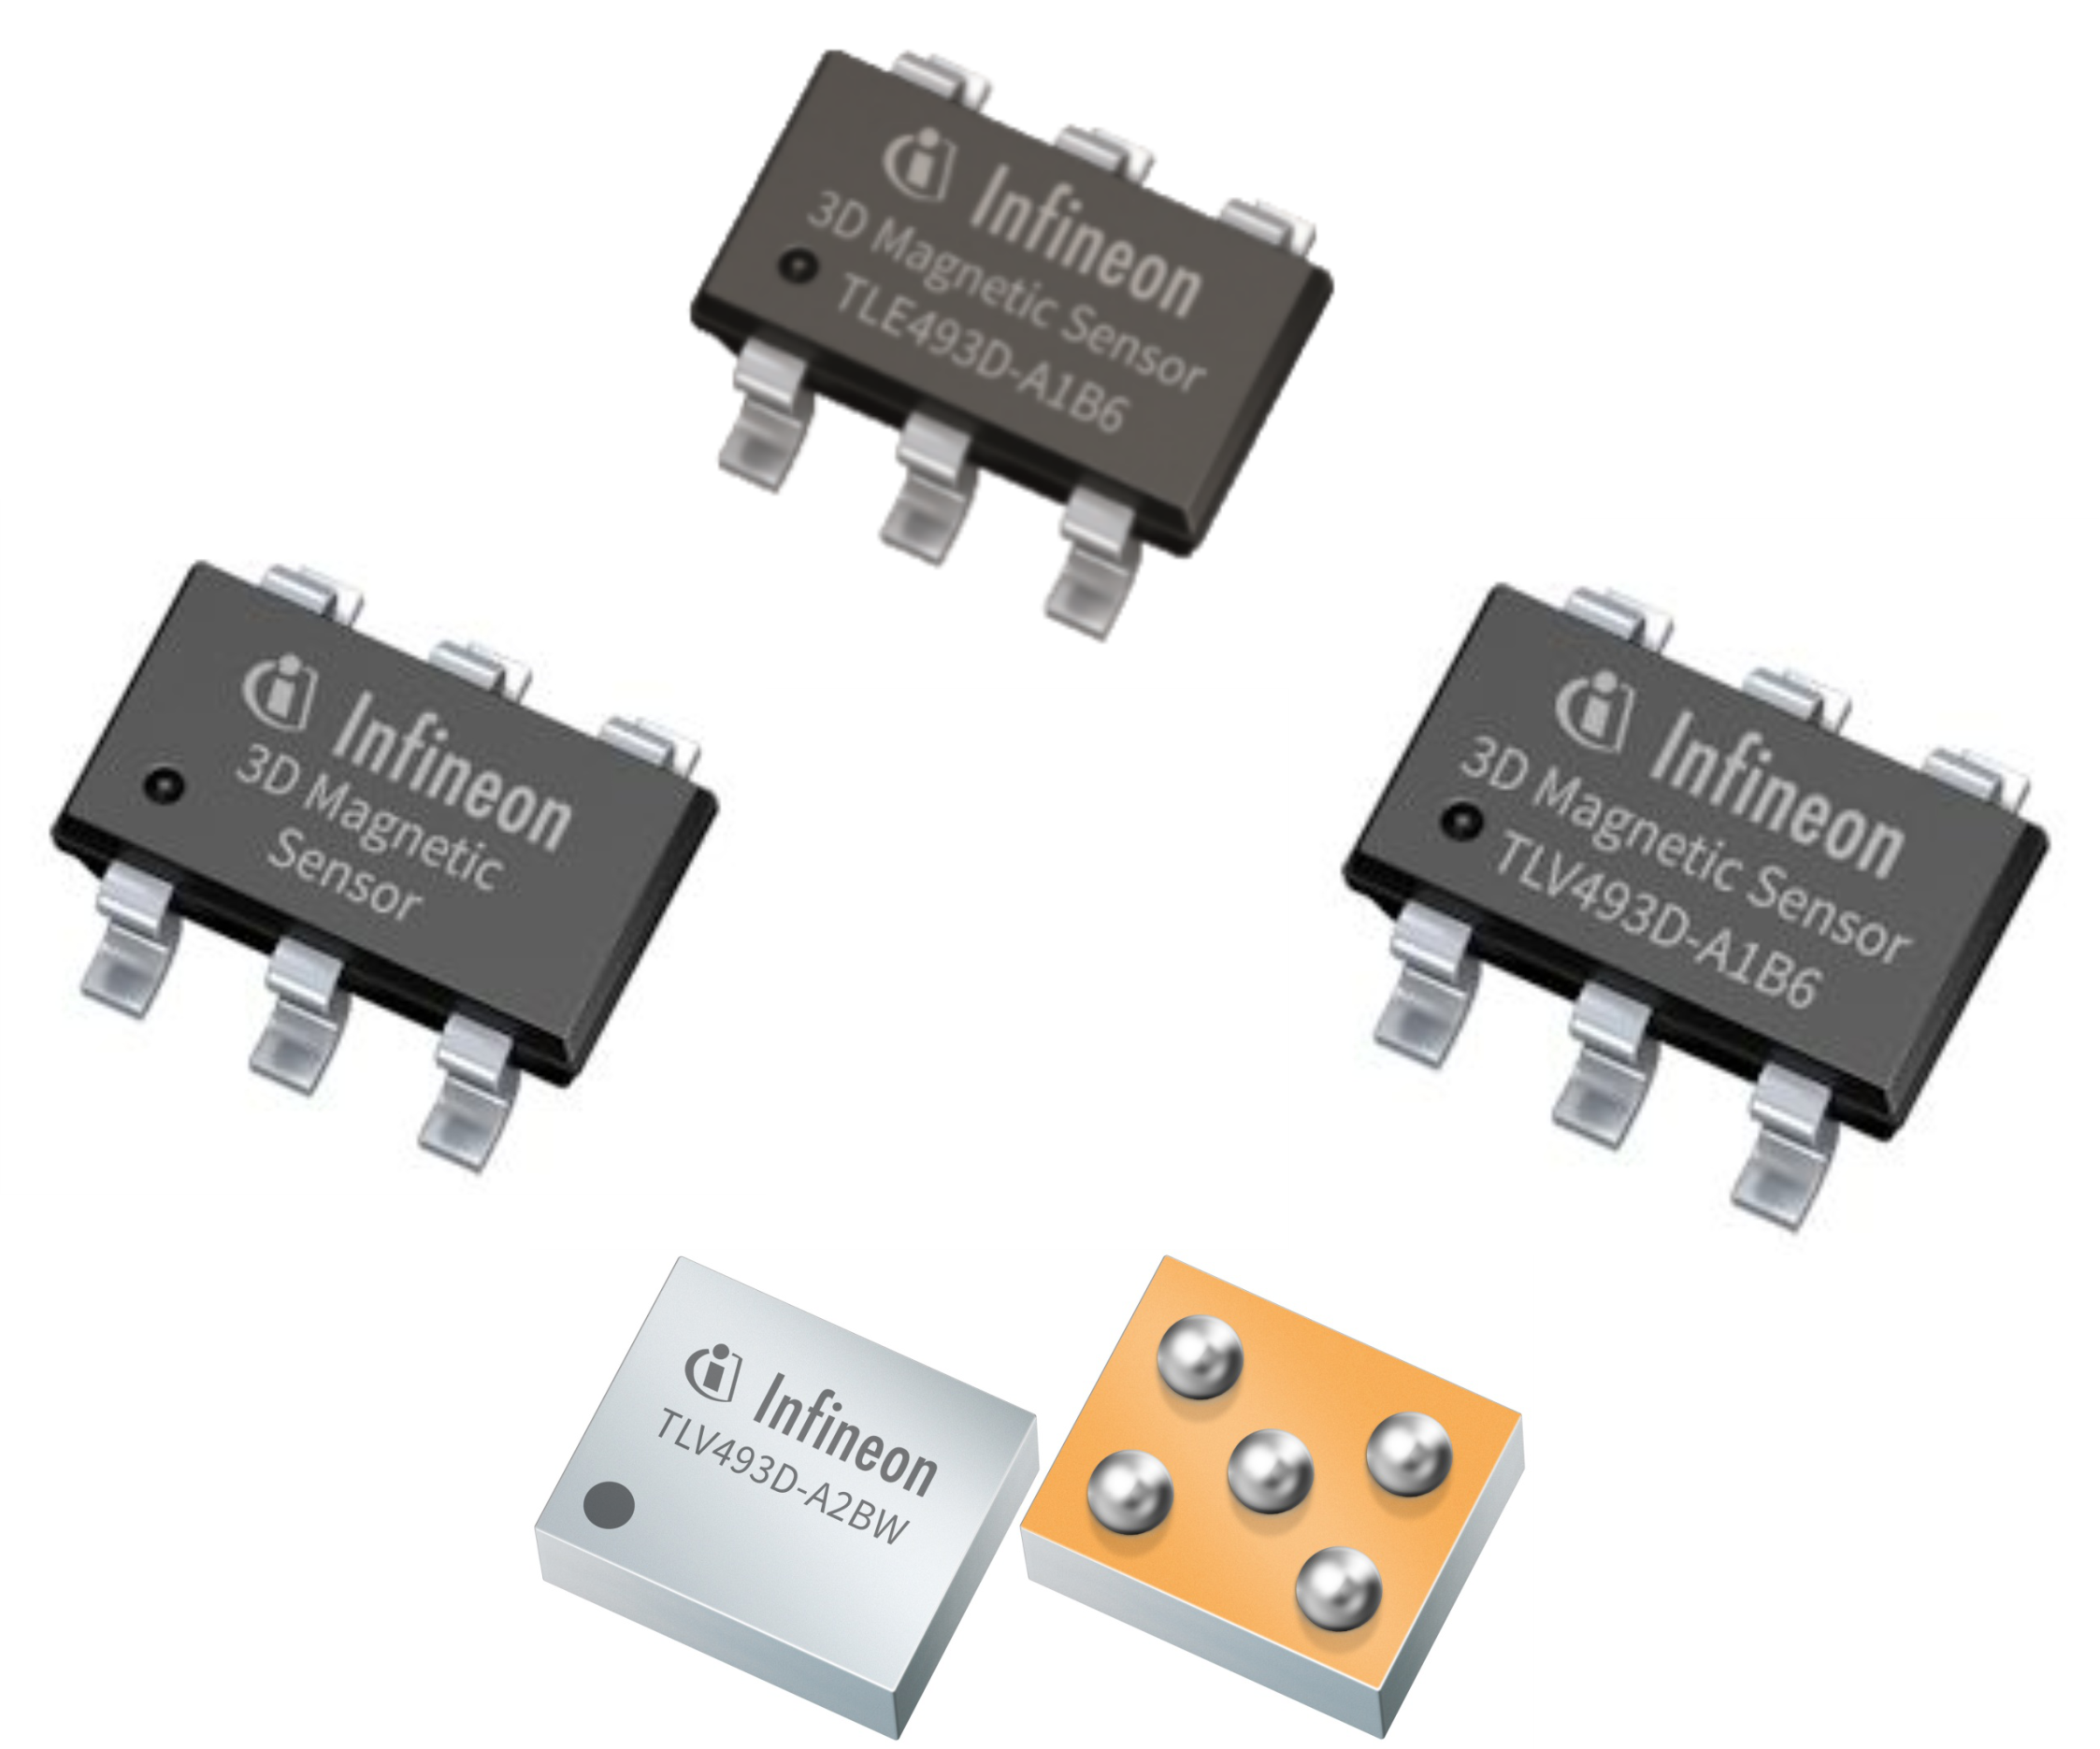 Infineon
3D Magnetic Sensor
TLE493D-A1B6
Infineon
3D Magnetic
Sensor
Infineon
3D Magnetic Sensor
TLV493D-A1B6
Infineon
TLV493D-A2BW